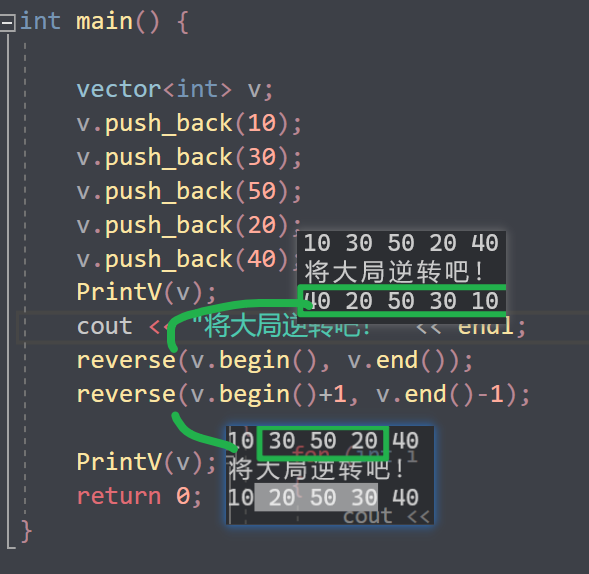 int main() {
vector<int> v;
v.push_back(10);
v.push_back(30);
v.push_back(50);
v.push_back(20);
v.push_back(40);
10 30 50 20 40
将大局逆转吧!
40 20 50 30 10
PrintV(v);
cout << "将大局逆转吧! " << endl;
reverse(v.begin(), v.end());
reverse(v.begin()+1, v.end()-1);
10 30 50 20 40
for (int i
将大局逆转吧!
10 20 50 30 40
cout <<
PrintV(v);
return 0;
}